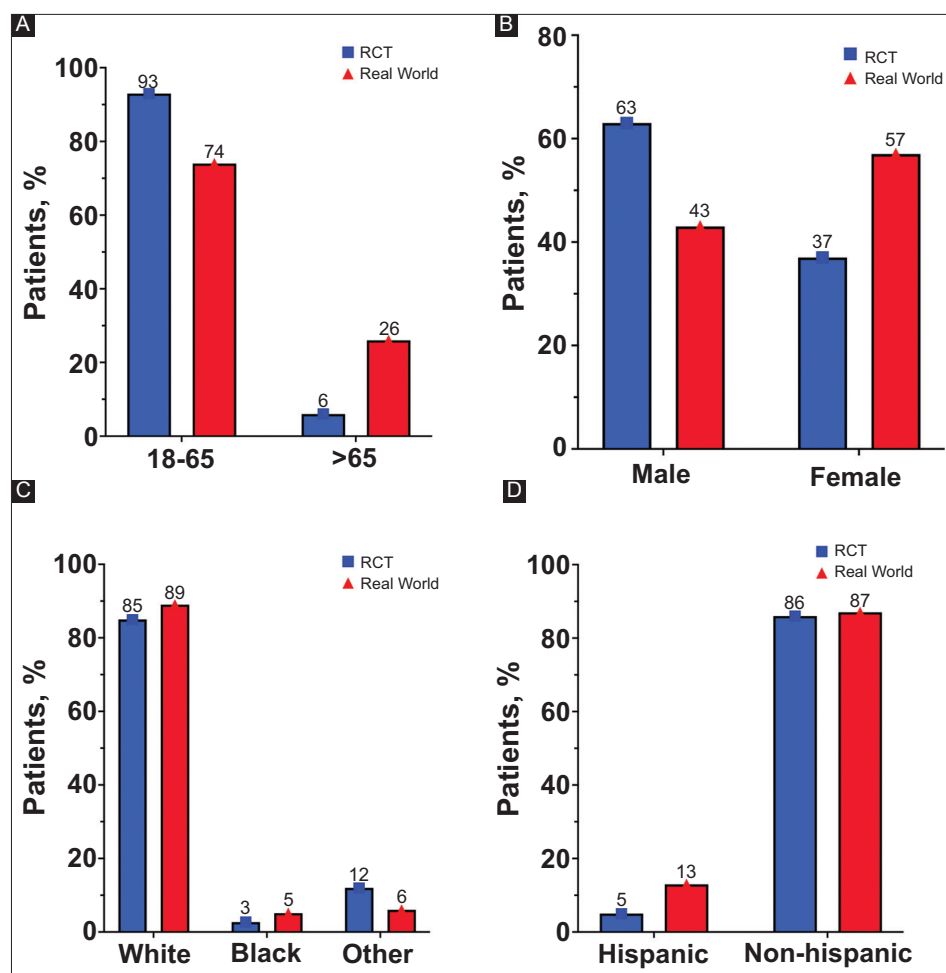 A
RCT
Real World
Patients, %
100
80
60
40
20
0
93
74
6
26
18-65 >65
B
RCT
Real World
Patients, %
80
60
40
20
0
63
43
37
57
Male Female
C
RCT
Real World
Patients, %
100
80
60
40
20
0
85
89
3
5
12
6
White Black Other
D
RCT
Real World
Patients, %
100
80
60
40
20
0
5
13
86
87
Hispanic Non-hispanic